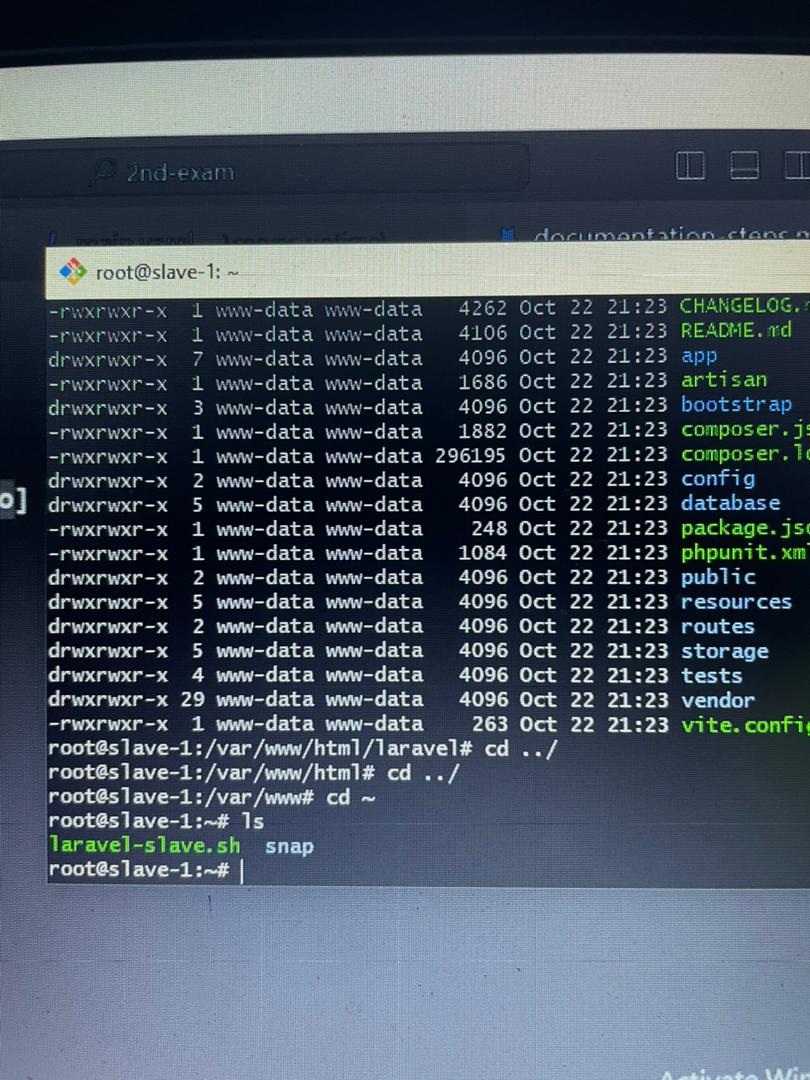 2nd-exam
documentation-steps.m
root@slave-1: ~
-rwxrwxr-x 1 www-data www-data 4262 Oct 22 21:23 CHANGELOG.
-rwxrwxr-x 1 www-data www-data 4106 Oct 22 21:23 README.md
drwxrwxr-x 7 www-data www-data 4096 Oct 22 21:23 app
-rwxrwxr-x 1 www-data www-data 1686 Oct 22 21:23 artisan
drwxrwxr-x 3 www-data www-data 4096 Oct 22 21:23 bootstrap
-rwxrwxr-x 1 www-data www-data 1882 Oct 22 21:23 composer.js
-rwxrwxr-x 1 www-data www-data 296195 Oct 22 21:23 composer.lo
drwxrwxr-x 2 www-data www-data 4096 Oct 22 21:23 config
o]
drwxrwxr-x 5 www-data www-data 4096 Oct 22 21:23 database
-rwxrwxr-x 1 www-data www-data 248 Oct 22 21:23 package.jso
-rwxrwxr-x 1 www-data www-data 1084 Oct 22 21:23 phpunit.xml
drwxrwxr-x 2 www-data www-data 4096 Oct 22 21:23 public
drwxrwxr-x 5 www-data www-data 4096 Oct 22 21:23 resources
drwxrwxr-x 2 www-data www-data 4096 Oct 22 21:23 routes
drwxrwxr-x 5 www-data www-data 4096 Oct 22 21:23 storage
drwxrwxr-x 4 www-data www-data 4096 Oct 22 21:23 tests
drwxrwxr-x 29 www-data www-data 4096 Oct 22 21:23 vendor
-rwxrwxr-x 1 www-data www-data 263 Oct 22 21:23 vite.config
root@slave-1:/var/www/html/laravel# cd ../
root@slave-1:/var/www/html# cd ../
root@slave-1:/var/www# cd ~
root@slave-1:~# ls
laravel-slave.sh snap
root@slave-1:~#
Activate Win